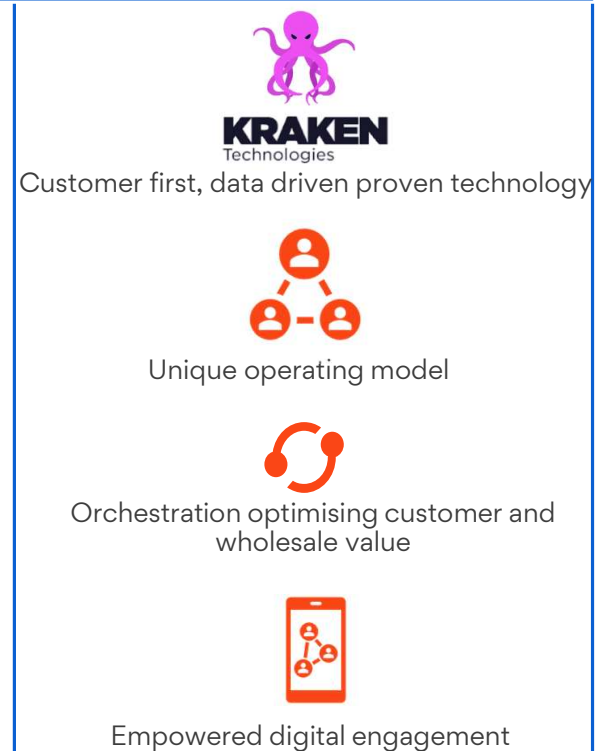 KRAKEN
Technologies
Customer first, data driven proven technology
Unique operating model
Orchestration optimising customer and
wholesale value
Empowered digital engagement